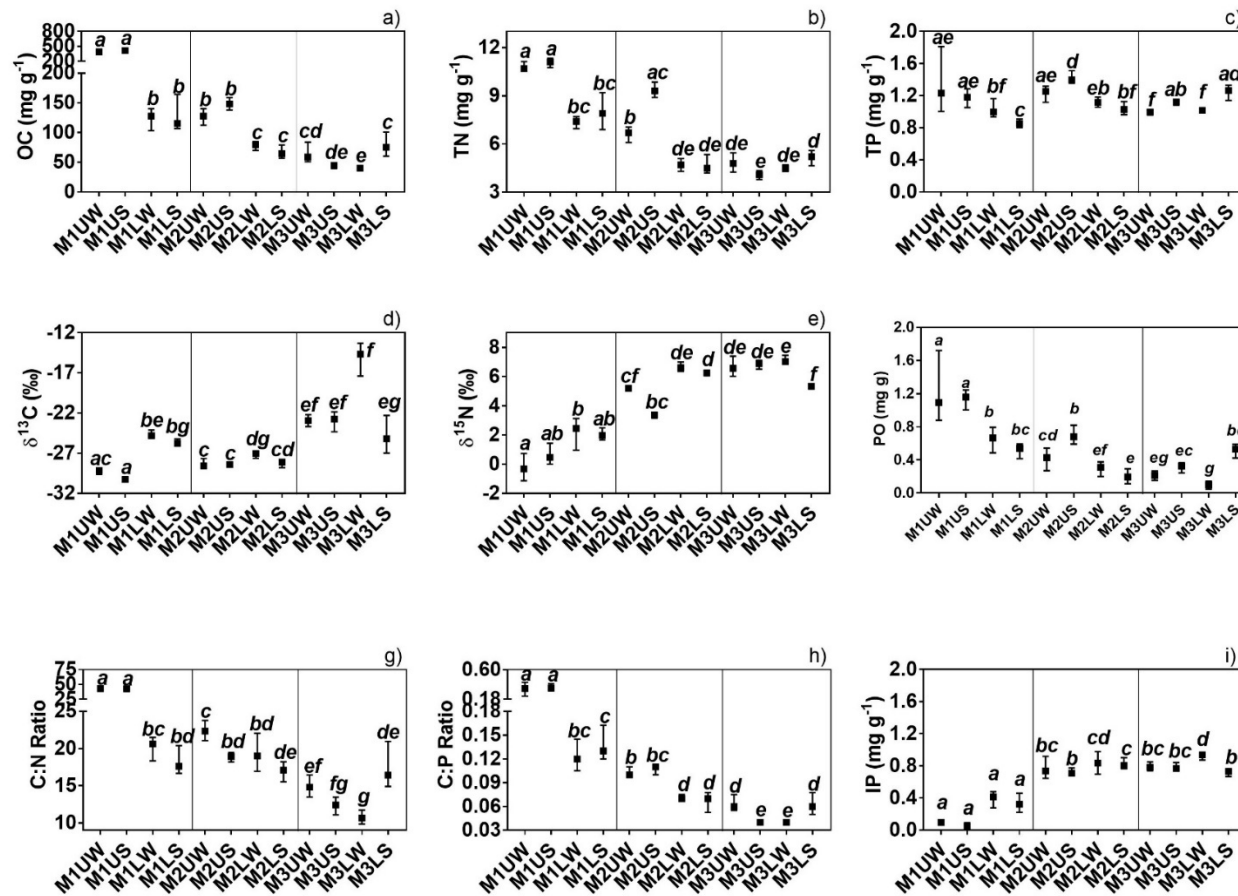 a)
OC (mg g⁻¹)
800
500
200
200
150
100
50
0
a a b b b b c c cd de e c
M1UW M1US M1LW M1LS M2UW M2US M2LW M2LS M3UW M3US M3LW M3LS
b)
TN (mg g⁻¹)
12
9
6
3
a a bc bc b ac de de de e de d
M1UW M1US M1LW M1LS M2UW M2US M2LW M2LS M3UW M3US M3LW M3LS
c)
TP (mg g⁻¹)
2.0
1.6
1.2
0.8
0.4
0.0
ae ae bf c ae d eb bf f ab f ad
M1UW M1US M1LW M1LS M2UW M2US M2LW M2LS M3UW M3US M3LW M3LS
d)
δ¹³C (‰)
-12
-17
-22
-27
-32
ac a be bg c c dg cd ef ef f eg
M1UW M1US M1LW M1LS M2UW M2US M2LW M2LS M3UW M3US M3LW M3LS
e)
δ¹⁵N (‰)
8
6
4
2
0
-2
a ab b ab cf bc de d de de e f
M1UW M1US M1LW M1LS M2UW M2US M2LW M2LS M3UW M3US M3LW M3LS
PO (mg g)
2.0
1.6
1.2
0.8
0.4
0.0
a a b bc cd b ef e eg ec g
M1UW M1US M1LW M1LS M2UW M2US M2LW M2LS M3UW M3US M3LW M3LS
g)
C:N Ratio
75
50
25
25
20
15
10
a a bc bd c bd bd de ef fg g de
M1UW M1US M1LW M1LS M2UW M2US M2LW M2LS M3UW M3US M3LW M3LS
h)
C:P Ratio
0.60
0.18
0.18
0.15
0.12
0.09
0.06
0.03
a a bc c b bc d d d e e d
M1UW M1US M1LW M1LS M2UW M2US M2LW M2LS M3UW M3US M3LW M3LS
i)
IP (mg g⁻¹)
2.0
1.6
1.2
0.8
0.4
0.0
a a a a bc b cd c bc bc d b
M1UW M1US M1LW M1LS M2UW M2US M2LW M2LS M3UW M3US M3LW M3LS